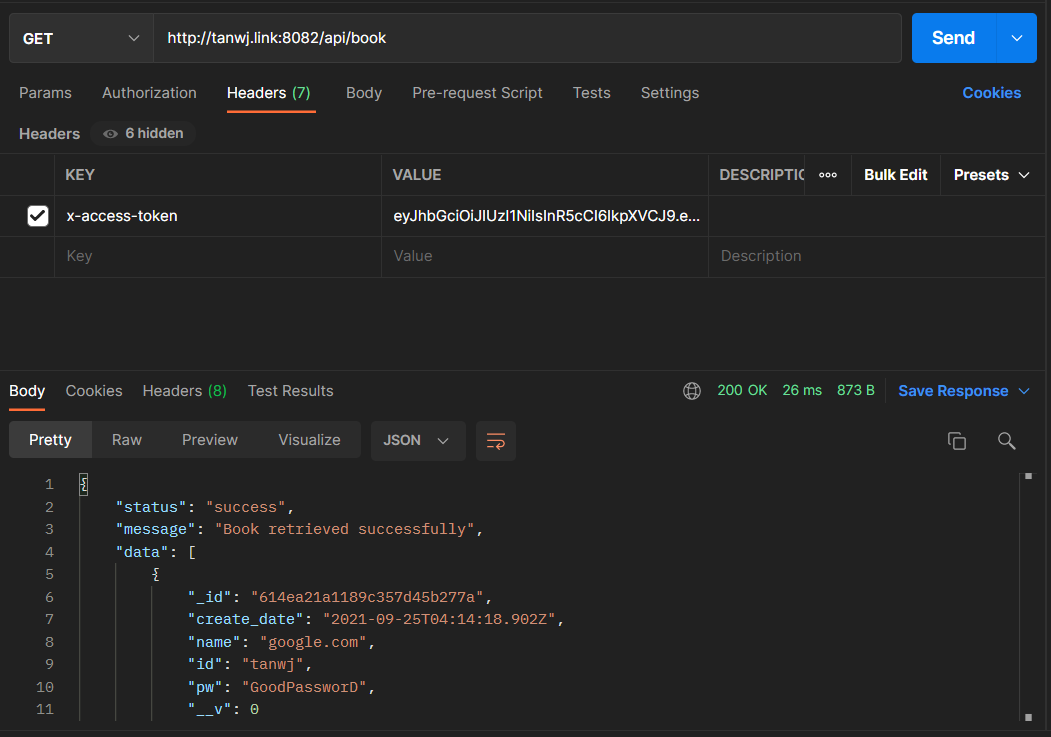 GET http://tanwj.link:8082/api/book Send
Params Authorization Headers (7) Body Pre-request Script Tests Settings Cookies
Headers 6 hidden
KEY VALUE DESCRIPTIO ooo Bulk Edit Presets
x-access-token eyJhbGciOiJIUzI1NiIsInR5cCI6IkpXVCJ9.e...
Key Value Description
Body Cookies Headers (8) Test Results 200 OK 26 ms 873 B Save Response
Pretty Raw Preview Visualize JSON
1 {
2 "status": "success",
3 "message": "Book retrieved successfully",
4 "data": [
5 {
6 "_id": "614ea21a1189c357d45b277a",
7 "create_date": "2021-09-25T04:14:18.902Z",
8 "name": "google.com",
9 "id": "tanwj",
10 "pw": "GoodPassworD",
11 "__v": 0